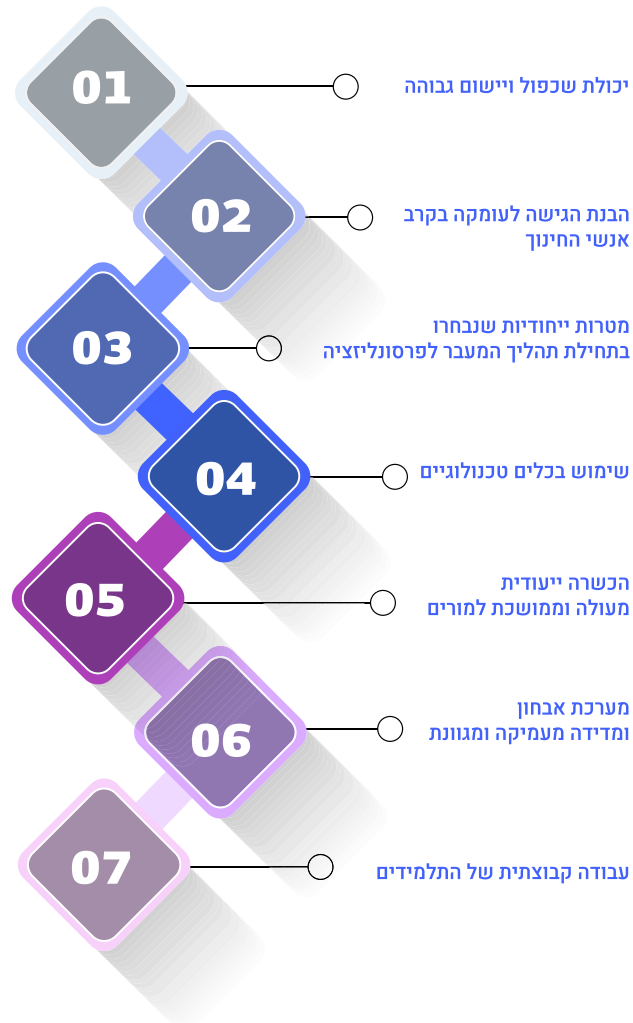 01
יכולת שכפול ויישום גבוהה
02
הבנת הגישה לעומקה בקרב
אנשי החינוך
03
מטרות ייחודיות שנבחרו
בתחילת תהליך המעבר לפרסונליזציה
04
שימוש בכלים טכנולוגיים
05
הכשרה ייעודית
מעולה וממושכת למורים
06
מערכת אבחון
ומדידה מעמיקה ומגוונת
07
עבודה קבוצתית של התלמידים